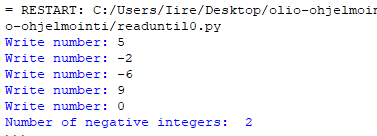 = RESTART: C:/Users/Iire/Desktop/olio-ohjelmoin
o-ohjelmointi/readuntil0.py
Write number: 5
Write number: -2
Write number: -6
Write number: 9
Write number: 0
Number of negative integers:  2